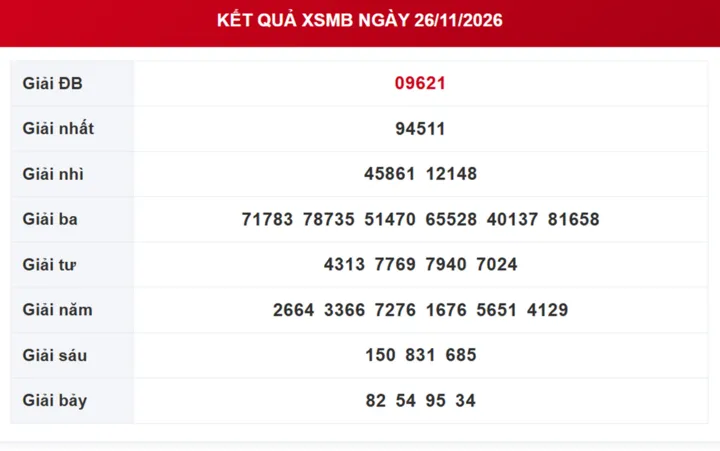 KẾT QUẢ XSMB NGÀY 26/11/2026
Giải ĐB 09621
Giải nhất 94511
Giải nhì 45861 12148
Giải ba 71783 78735 51470 65528 40137 81658
Giải tư 4313 7769 7940 7024
Giải năm 2664 3366 7276 1676 5651 4129
Giải sáu 150 831 685
Giải bảy 82 54 95 34